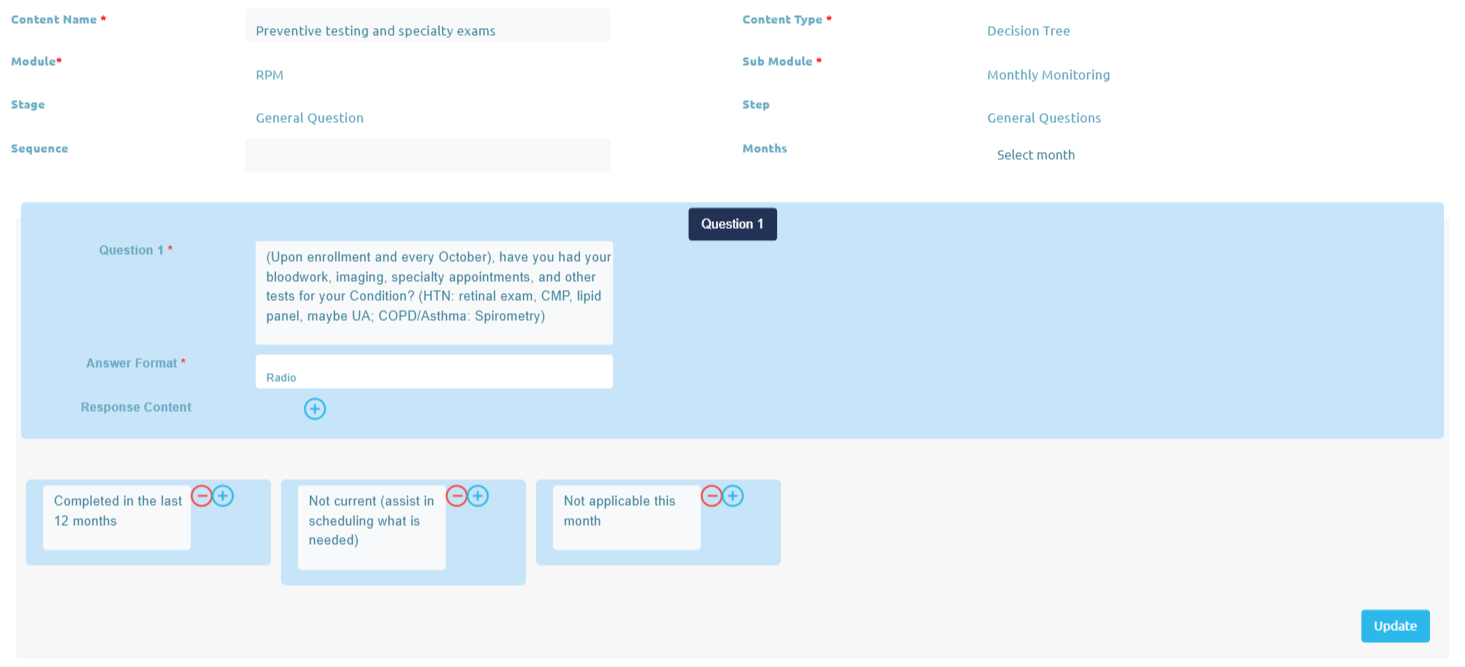 Content Name *
Preventive testing and specialty exams
Content Type *
Decision Tree
Module*
RPM
Sub Module *
Monthly Monitoring
Stage
General Question
Step
General Questions
Sequence
Months
Select month
Question 1
Question 1 *
(Upon enrollment and every October), have you had your
bloodwork, imaging, specialty appointments, and other
tests for your Condition? (HTN: retinal exam, CMP, lipid
panel, maybe UA; COPD/Asthma: Spirometry)
Answer Format *
Radio
Response Content
Completed in the last
12 months
Not current (assist in
scheduling what is
needed)
Not applicable this
month
Update